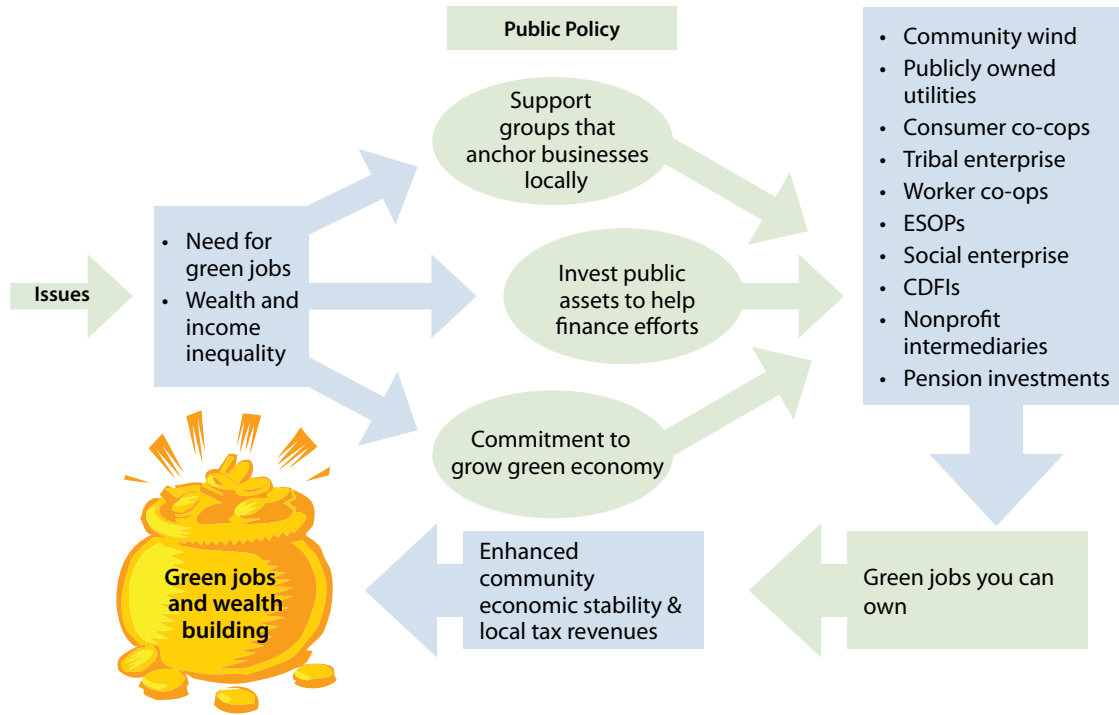 Public Policy
Issues
• Need for
green jobs
• Wealth and
income
inequality
Support
groups that
anchor businesses
locally
Invest public
assets to help
finance efforts
Commitment to
grow green economy
• Community wind
• Publicly owned
utilities
• Consumer co-cops
• Tribal enterprise
• Worker co-ops
• ESOPs
• Social enterprise
• CDFIs
• Nonprofit
intermediaries
• Pension investments
Green jobs you can
own
Enhanced
community
economic stability &
local tax revenues
Green jobs
and wealth
building